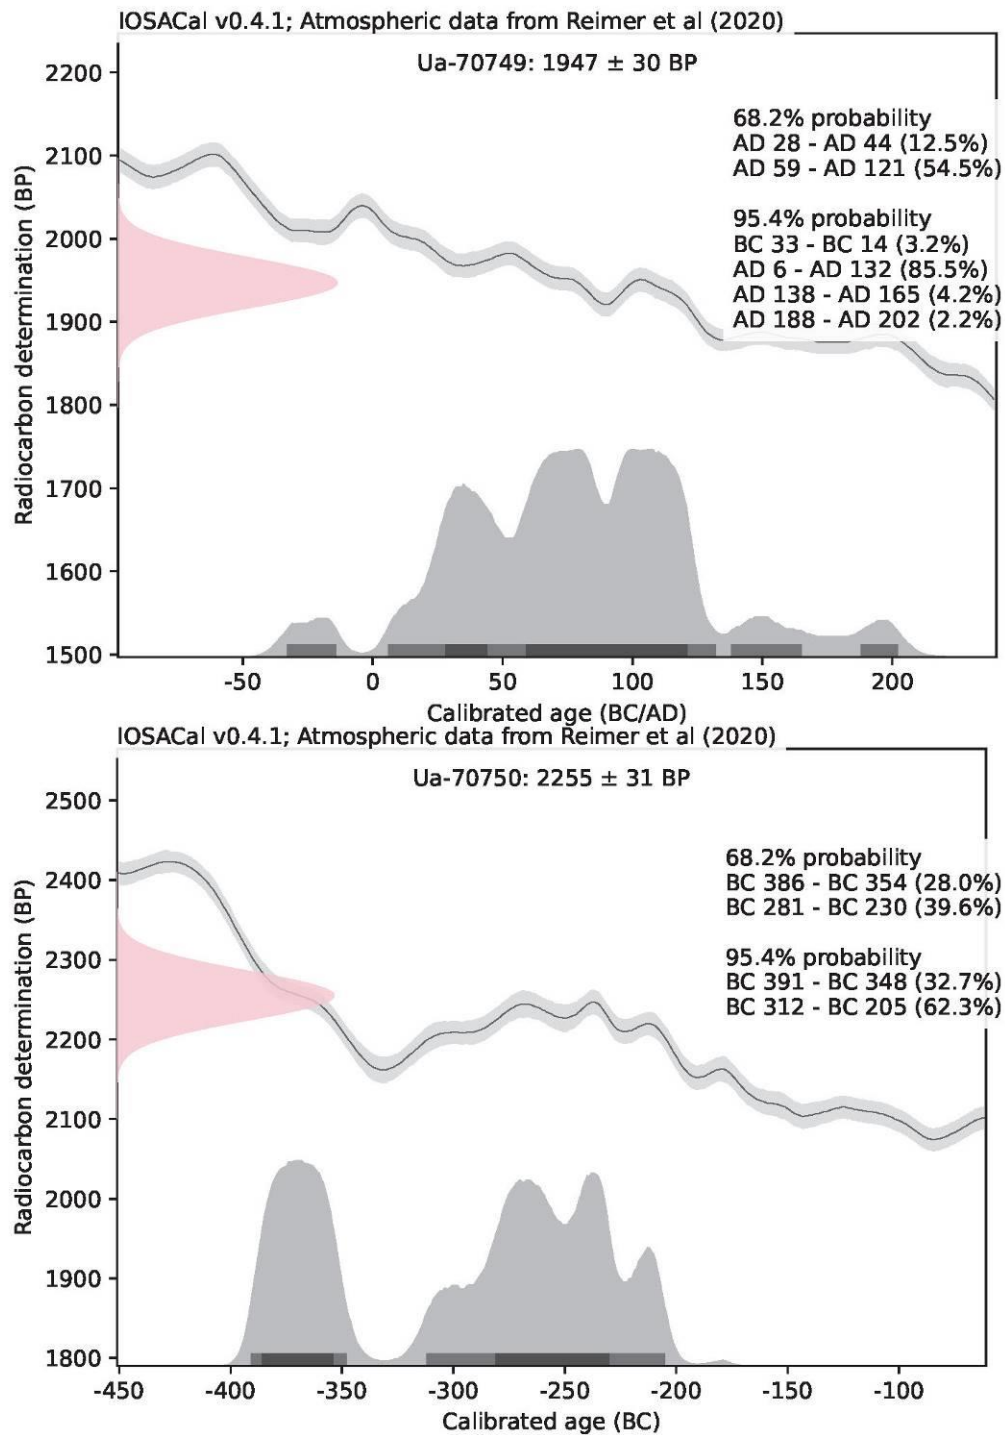 IOSACal v0.4.1; Atmospheric data from Reimer et al (2020)
Ua-70749: 1947 ± 30 BP
68.2% probability
AD 28 - AD 44 (12.5%)
AD 59 - AD 121 (54.5%)
95.4% probability
BC 33 - BC 14 (3.2%)
AD 6 - AD 132 (85.5%)
AD 138 - AD 165 (4.2%)
AD 188 - AD 202 (2.2%)
Radiocarbon determination (BP)
2200
2100
2000
1900
1800
1700
1600
1500
-50 0 50 100 150 200
Calibrated age (BC/AD)
IOSACal v0.4.1; Atmospheric data from Reimer et al (2020)
Ua-70750: 2255 ± 31 BP
68.2% probability
BC 386 - BC 354 (28.0%)
BC 281 - BC 230 (39.6%)
95.4% probability
BC 391 - BC 348 (32.7%)
BC 312 - BC 205 (62.3%)
Radiocarbon determination (BP)
2500
2400
2300
2200
2100
2000
1900
1800
-450 -400 -350 -300 -250 -200 -150 -100
Calibrated age (BC)